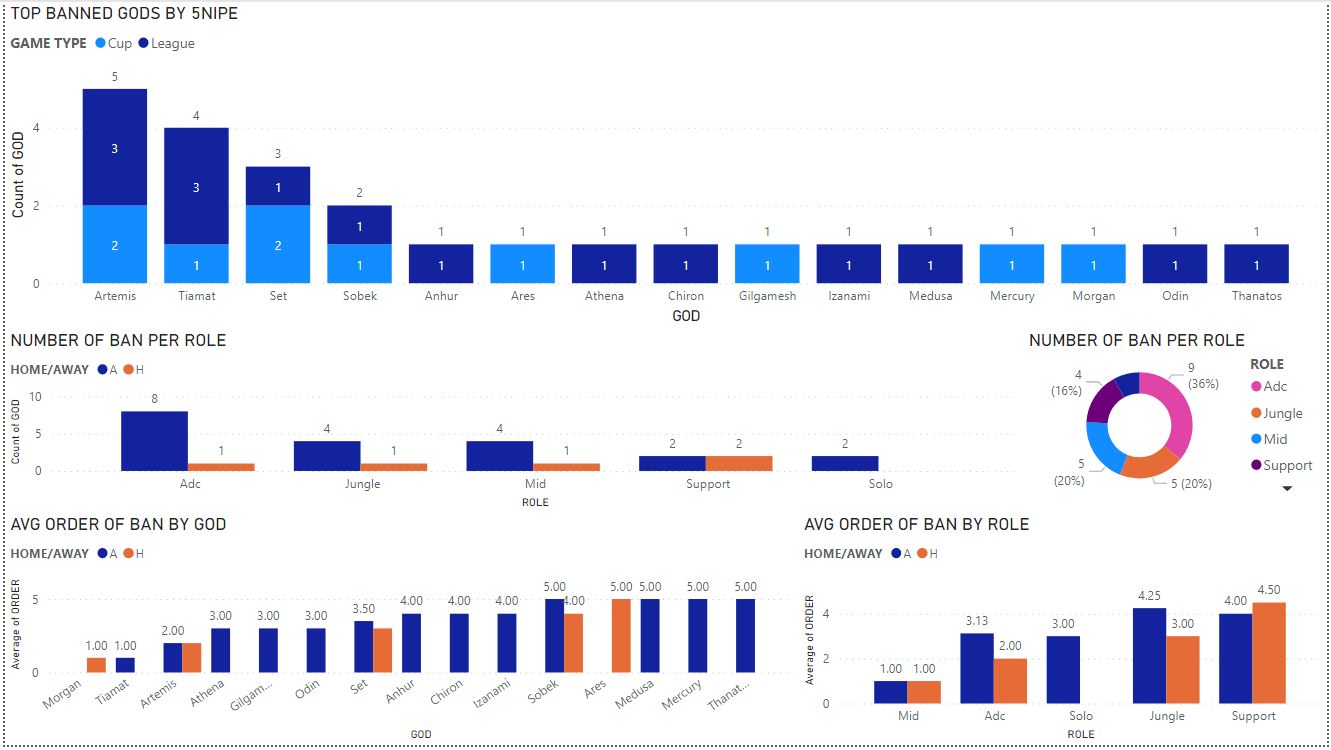 TOP BANNED GODS BY 5NIPE
GAME TYPE Cup League
Count of GOD
4
2
0
5 4 3 2 1 1 1 1 1 1 1 1 1 1 1
3 3 1 1 1 1 1 1 1 1 1 1 1 1 1
2 1 2 1
Artemis Tiamat Set Sobek Anhur Ares Athena Chiron Gilgamesh Izanami Medusa Mercury Morgan Odin Thanatos
GOD
NUMBER OF BAN PER ROLE
HOME/AWAY A H
Count of GOD
10
5
0
8 1 4 1 4 1 2 2 2
Adc Jungle Mid Support Solo
ROLE
NUMBER OF BAN PER ROLE
9
(36%)
5 (20%)
5
(20%)
4
(16%)
ROLE
Adc
Jungle
Mid
Support
AVG ORDER OF BAN BY GOD
HOME/AWAY A H
Average of ORDER
5
0
1.00 1.00 2.00 3.00 3.00 3.00 3.50 4.00 4.00 4.00 5.00 4.00 5.00 5.00 5.00 5.00
Morgan Tiamat Artemis Athena Gilgam... Odin Set Anhur Chiron Izanami Sobek Ares Medusa Mercury Thanat...
GOD
AVG ORDER OF BAN BY ROLE
HOME/AWAY A H
Average of ORDER
4
2
0
1.00 1.00 3.13 2.00 3.00 4.25 3.00 4.00 4.50
Mid Adc Solo Jungle Support
ROLE